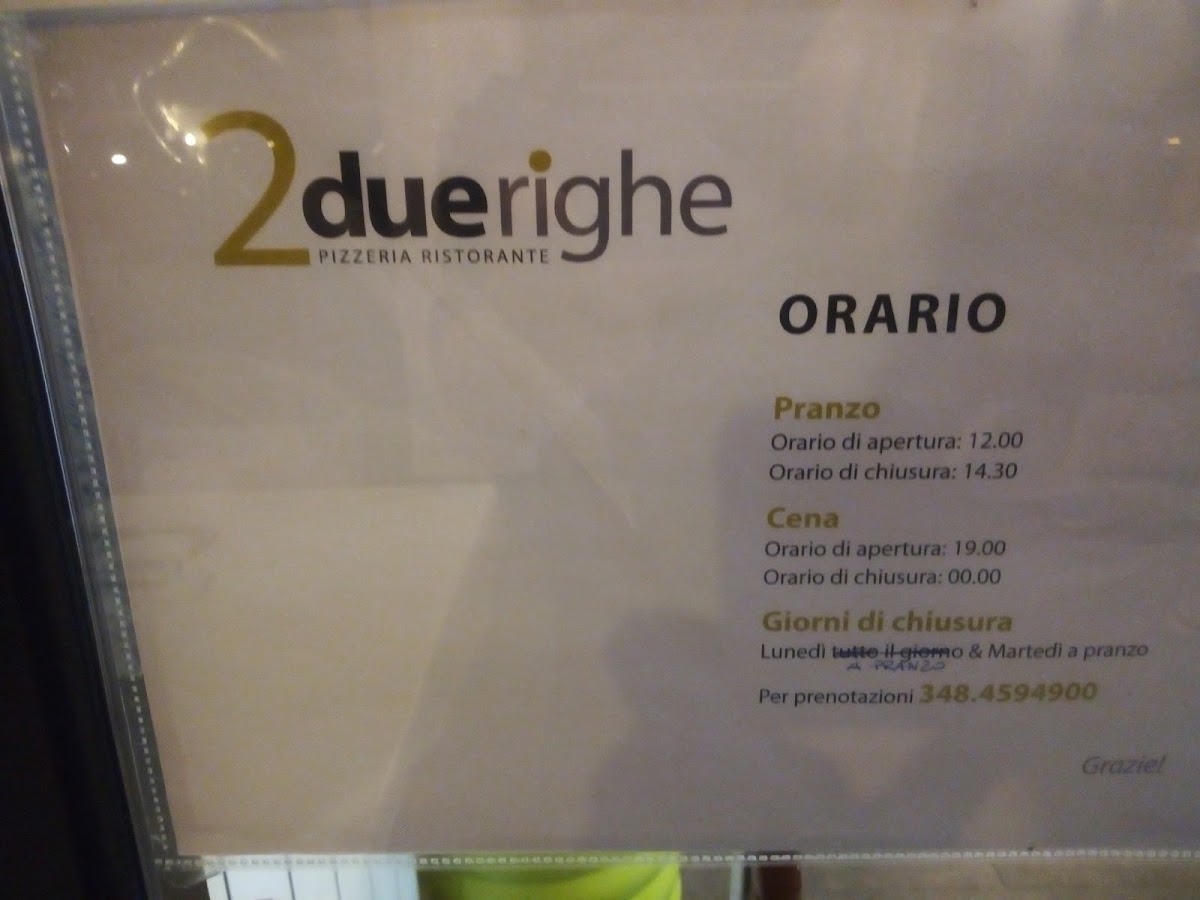 2duerighe
PIZZERIA RISTORANTE
ORARIO
Pranzo
Orario di apertura: 12.00
Orario di chiusura: 14.30
Cena
Orario di apertura: 19.00
Orario di chiusura: 00.00
Giorni di chiusura
Lunedì tutto il giorno & Martedì a pranzo
A PRANZO
Per prenotazioni 348.4594900
Grazie!